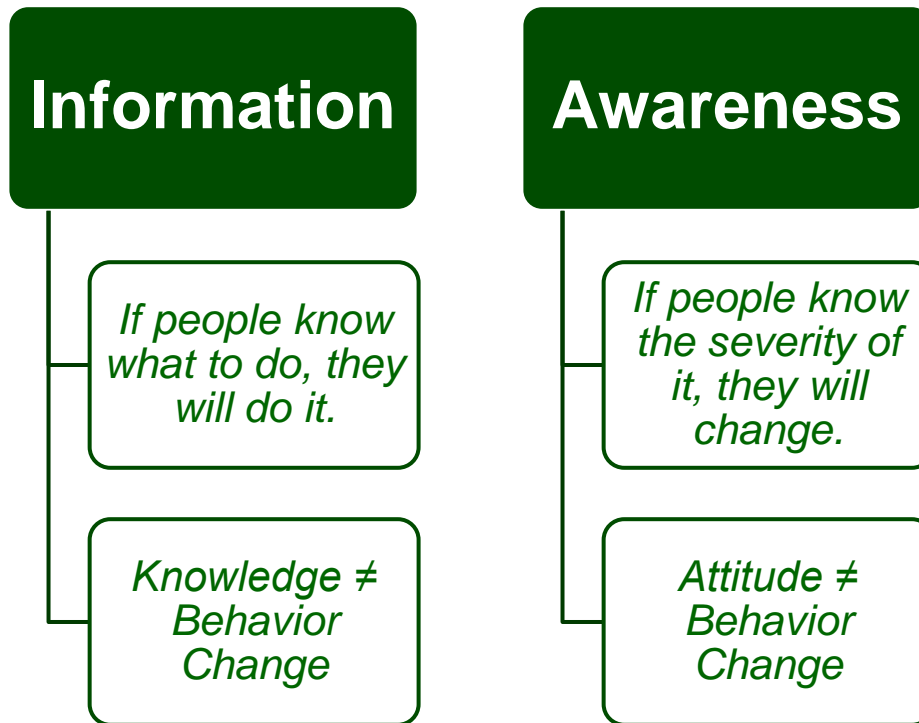 Information
If people know
what to do, they
will do it.
Knowledge ≠
Behavior
Change
Awareness
If people know
the severity of
it, they will
change.
Attitude ≠
Behavior
Change